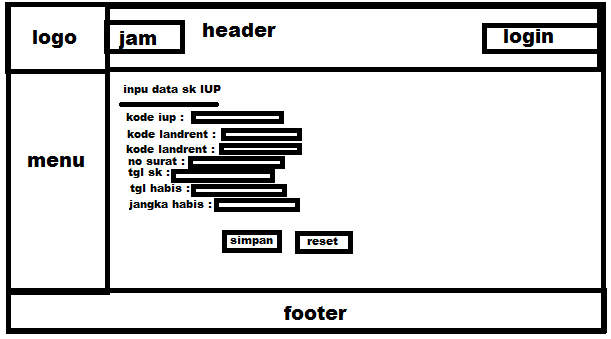 logo
jam
header
login
menu
inpu data sk IUP
kode iup :
kode landrent :
kode landrent :
no surat :
tgl sk :
tgl habis :
jangka habis :
simpan
reset
footer